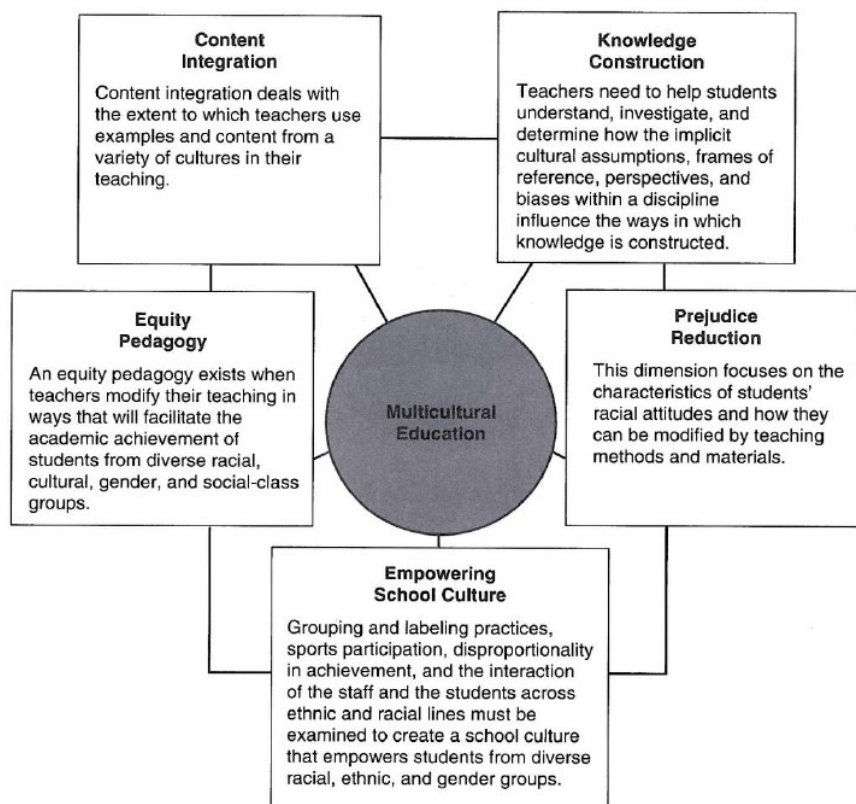 Content
Integration
Content integration deals with
the extent to which teachers use
examples and content from a
variety of cultures in their
teaching.
Knowledge
Construction
Teachers need to help students
understand, investigate, and
determine how the implicit
cultural assumptions, frames of
reference, perspectives, and
biases within a discipline
influence the ways in which
knowledge is constructed.
Equity
Pedagogy
An equity pedagogy exists when
teachers modify their teaching in
ways that will facilitate the
academic achievement of
students from diverse racial,
cultural, gender, and social-class
groups.
Multicultural
Education
Prejudice
Reduction
This dimension focuses on the
characteristics of students'
racial attitudes and how they
can be modified by teaching
methods and materials.
Empowering
School Culture
Grouping and labeling practices,
sports participation, disproportionality
in achievement, and the interaction
of the staff and the students across
ethnic and racial lines must be
examined to create a school culture
that empowers students from diverse
racial, ethnic, and gender groups.